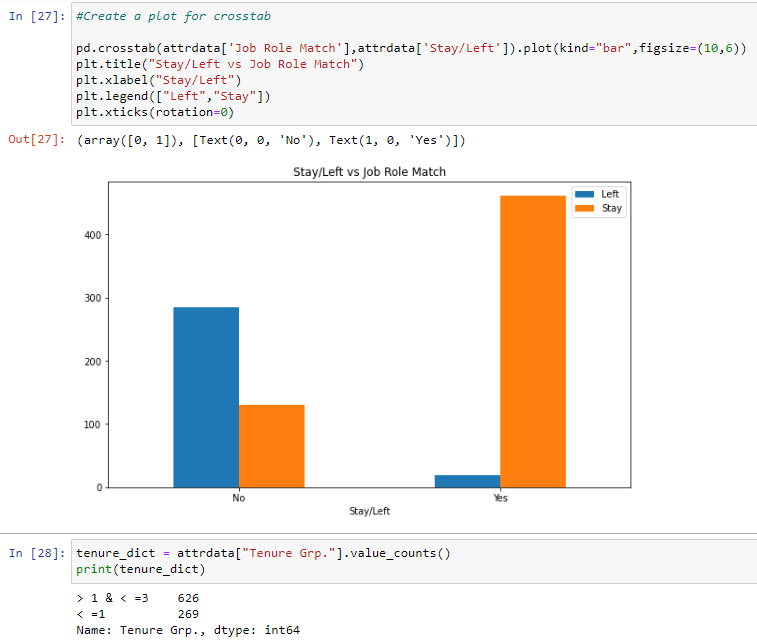 In [27]: #Create a plot for crosstab
pd.crosstab(attrdata['Job Role Match'],attrdata['Stay/Left']).plot(kind="bar",figsize=(10,6))
plt.title("Stay/Left vs Job Role Match")
plt.xlabel("Stay/Left")
plt.legend(["Left","Stay"])
plt.xticks(rotation=0)
Out[27]: (array([0, 1]), [Text(0, 0, 'No'), Text(1, 0, 'Yes')])
Stay/Left vs Job Role Match
Left
Stay
400
300
200
100
0
No Yes
Stay/Left
In [28]: tenure_dict = attrdata["Tenure Grp."].value_counts()
print(tenure_dict)
> 1 & < =3    626
< =1          269
Name: Tenure Grp., dtype: int64